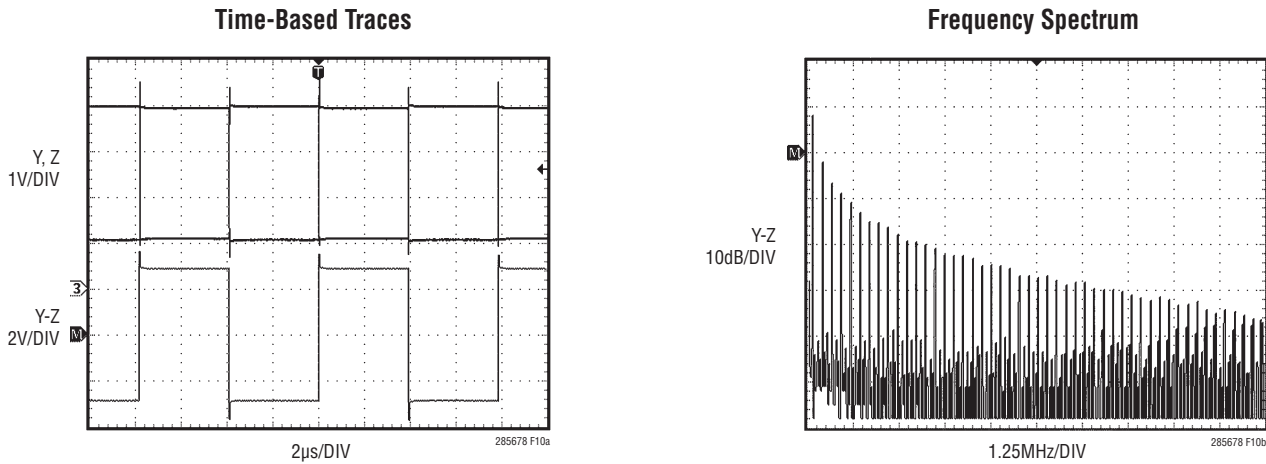 Time-Based Traces
T
Y, Z
1V/DIV
3
Y-Z
2V/DIV
M
2µs/DIV
285678 F10a
Frequency Spectrum
M
Y-Z
10dB/DIV
1.25MHz/DIV
285678 F10b